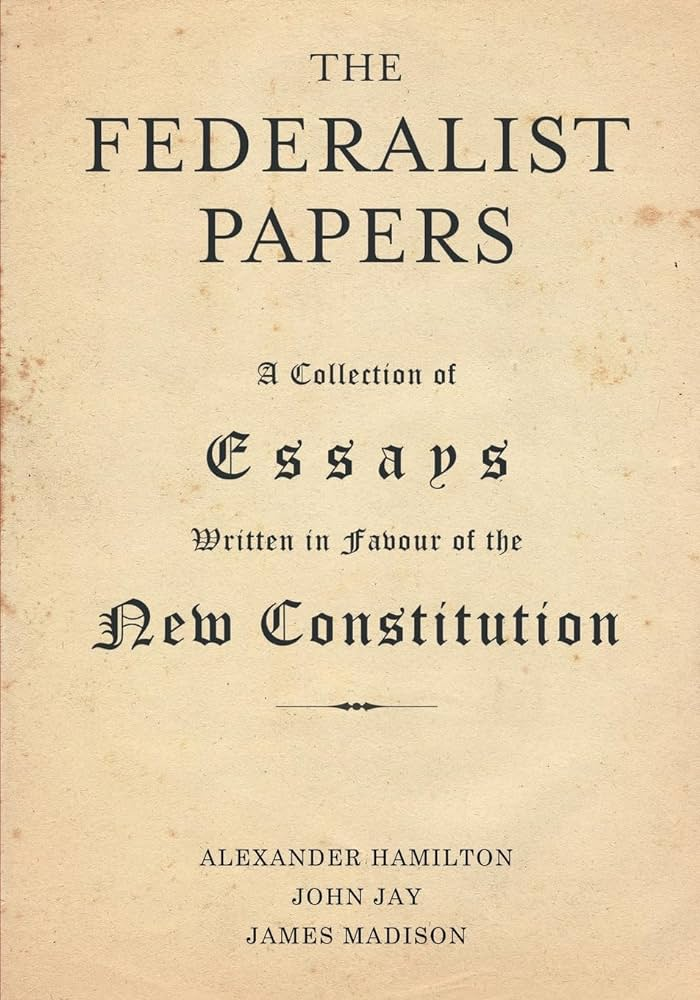 THE
FEDERALIST
PAPERS
A Collection of
Essays
Written in Favour of the
New Constitution
ALEXANDER HAMILTON
JOHN JAY
JAMES MADISON